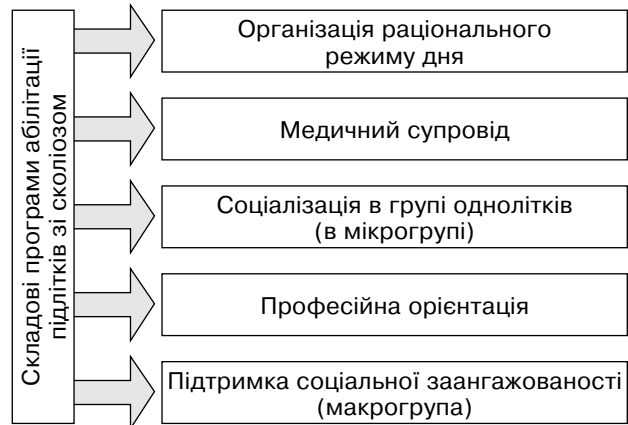 Складові програми абілітації
підлітків зі сколіозом
Організація раціонального
режиму дня
Медичний супровід
Соціалізація в групі однолітків
(в мікрогрупі)
Професійна орієнтація
Підтримка соціальної заангажованості
(макрогрупа)